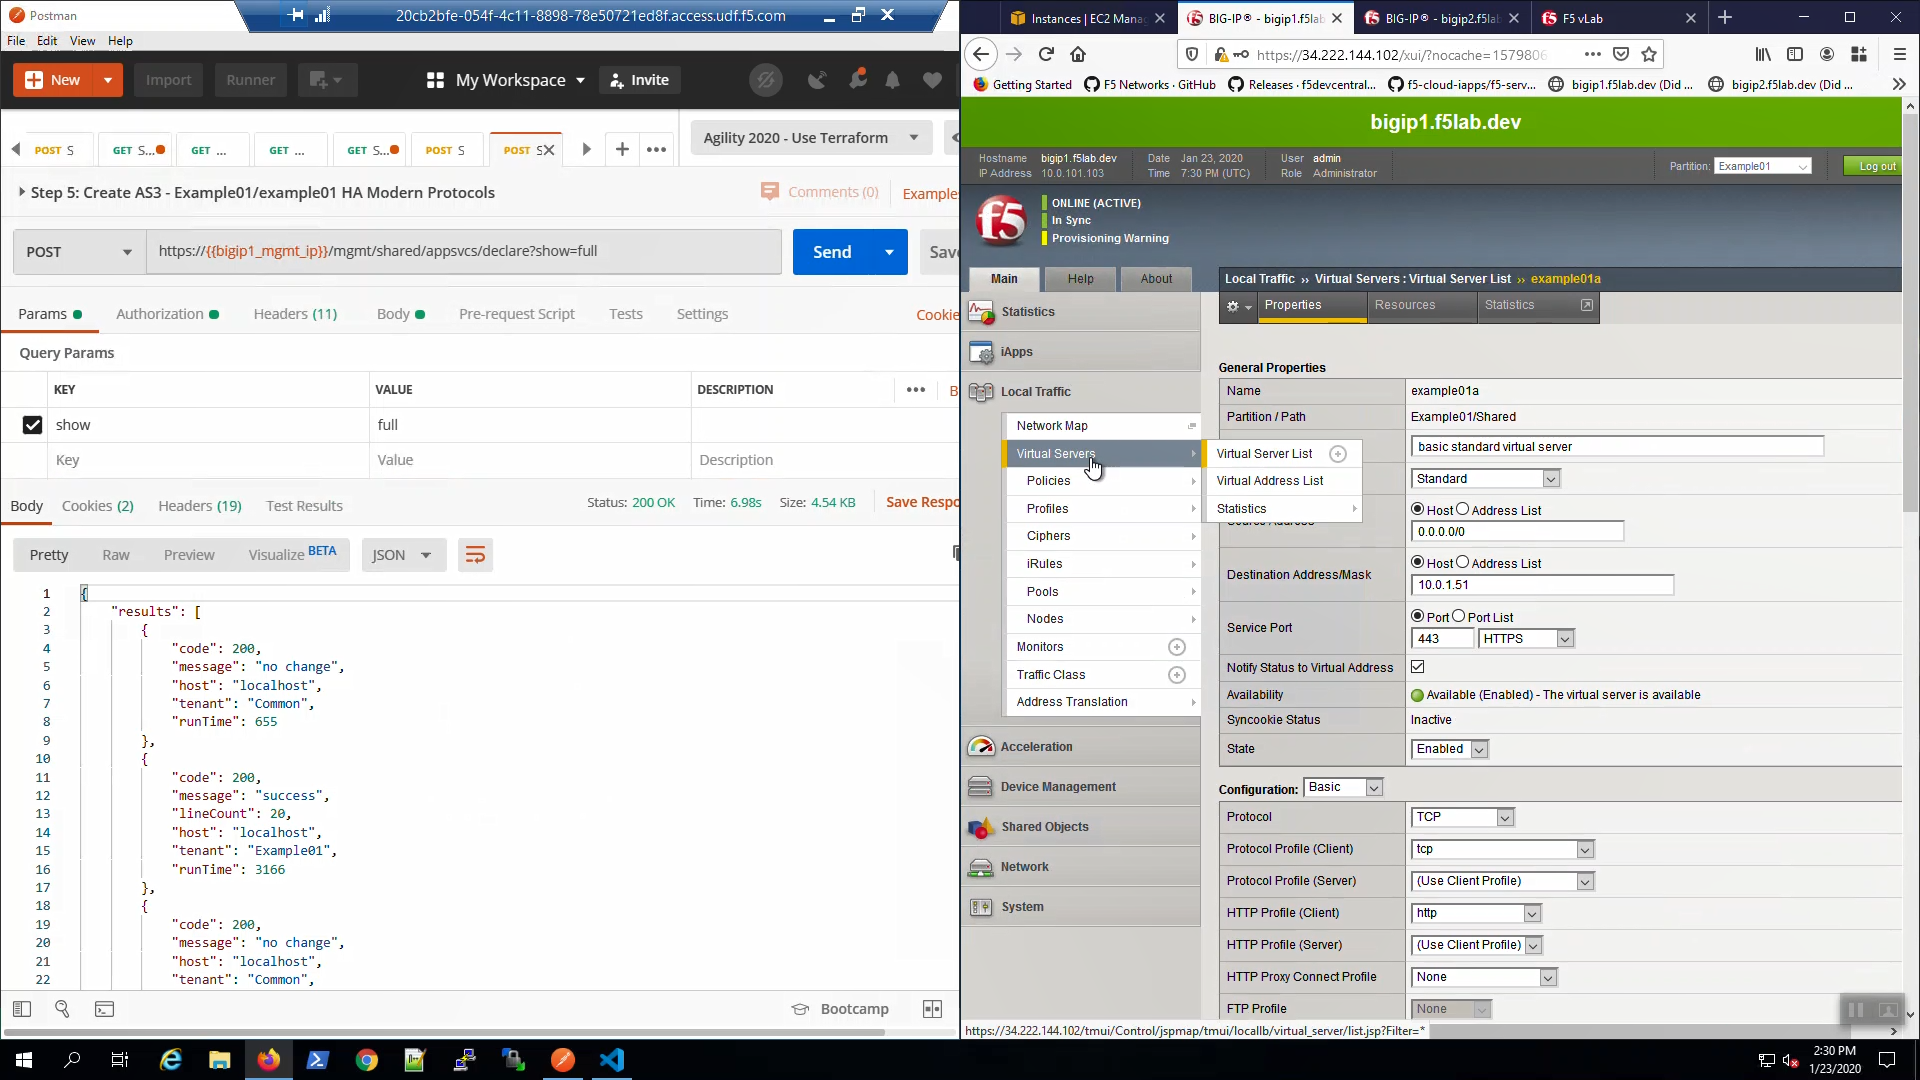 Postman
20cb2bfe-054f-4c11-8898-78e50721ed8f.access.udf.f5.com
File Edit View Help
New Import Runner My Workspace Invite
POST S GET S... GET ... GET ... GET S... POST S POST S
Agility 2020 - Use Terraform
Step 5: Create AS3 - Example01/example01 HA Modern Protocols
Comments (0) Examples
POST https://{{bigip1_mgmt_ip}}/mgmt/shared/appsvcs/declare?show=full Send Save
Params Authorization Headers (11) Body Pre-request Script Tests Settings Cookie
Query Params
KEY VALUE DESCRIPTION B
show full
Key Value Description
Body Cookies (2) Headers (19) Test Results Status: 200 OK Time: 6.98s Size: 4.54 KB Save Respo
Pretty Raw Preview Visualize BETA JSON
1 {
2 "results": [
3 {
4 "code": 200,
5 "message": "no change",
6 "host": "localhost",
7 "tenant": "Common",
8 "runTime": 655
9 },
10 {
11 "code": 200,
12 "message": "success",
13 "lineCount": 20,
14 "host": "localhost",
15 "tenant": "Example01",
16 "runTime": 3166
17 },
18 {
19 "code": 200,
20 "message": "no change",
21 "host": "localhost",
22 "tenant": "Common",
Bootcamp
Instances | EC2 Mana BIG-IP® - bigip1.f5lab BIG-IP® - bigip2.f5lab F5 vLab
https://34.222.144.102/xui/?nocache=1579806
Getting Started F5 Networks · GitHub Releases · f5devcentral... f5-cloud-iapps/f5-serv... bigip1.f5lab.dev (Did ... bigip2.f5lab.dev (Did ...
bigip1.f5lab.dev
Hostname bigip1.f5lab.dev Date Jan 23, 2020 User admin
IP Address 10.0.101.103 Time 7:30 PM (UTC) Role Administrator
Partition: Example01 Log out
f5
ONLINE (ACTIVE)
In Sync
Provisioning Warning
Main Help About
Local Traffic ›› Virtual Servers : Virtual Server List ›› example01a
Properties Resources Statistics
Statistics
iApps
Local Traffic
Network Map
Virtual Servers
Policies
Profiles
Ciphers
iRules
Pools
Nodes
Monitors
Traffic Class
Address Translation
Acceleration
Device Management
Shared Objects
Network
System
Virtual Server List
Virtual Address List
Statistics
General Properties
Name example01a
Partition / Path Example01/Shared
basic standard virtual server
Standard
Host Address List
0.0.0.0/0
Destination Address/Mask Host Address List
10.0.1.51
Service Port Port Port List
443 HTTPS
Notify Status to Virtual Address
Availability Available (Enabled) - The virtual server is available
Syncookie Status Inactive
State Enabled
Configuration: Basic
Protocol TCP
Protocol Profile (Client) tcp
Protocol Profile (Server) (Use Client Profile)
HTTP Profile (Client) http
HTTP Profile (Server) (Use Client Profile)
HTTP Proxy Connect Profile None
FTP Profile None
https://34.222.144.102/tmui/Control/jspmap/tmui/locallb/virtual_server/list.jsp?Filter=*
2:30 PM
1/23/2020